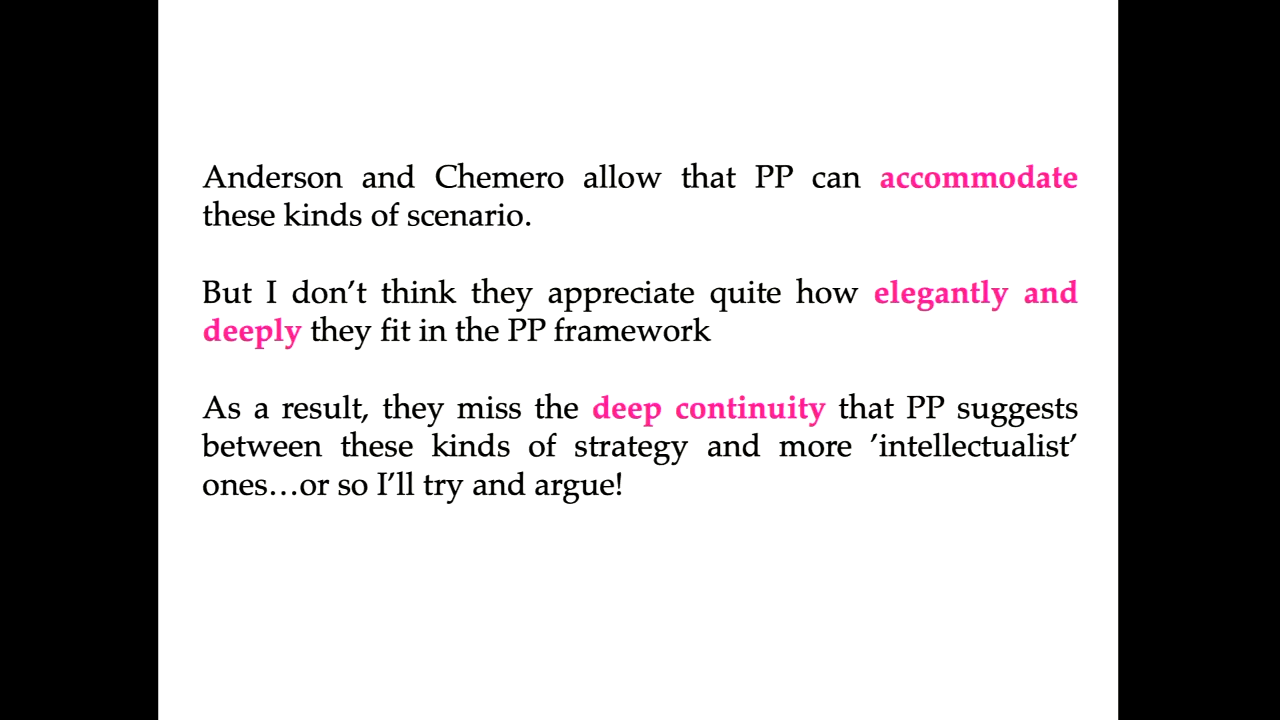 Anderson and Chemero allow that PP can accommodate
these kinds of scenario.
But I don’t think they appreciate quite how elegantly and
deeply they fit in the PP framework
As a result, they miss the deep continuity that PP suggests
between these kinds of strategy and more ’intellectualist’
ones…or so I’ll try and argue!